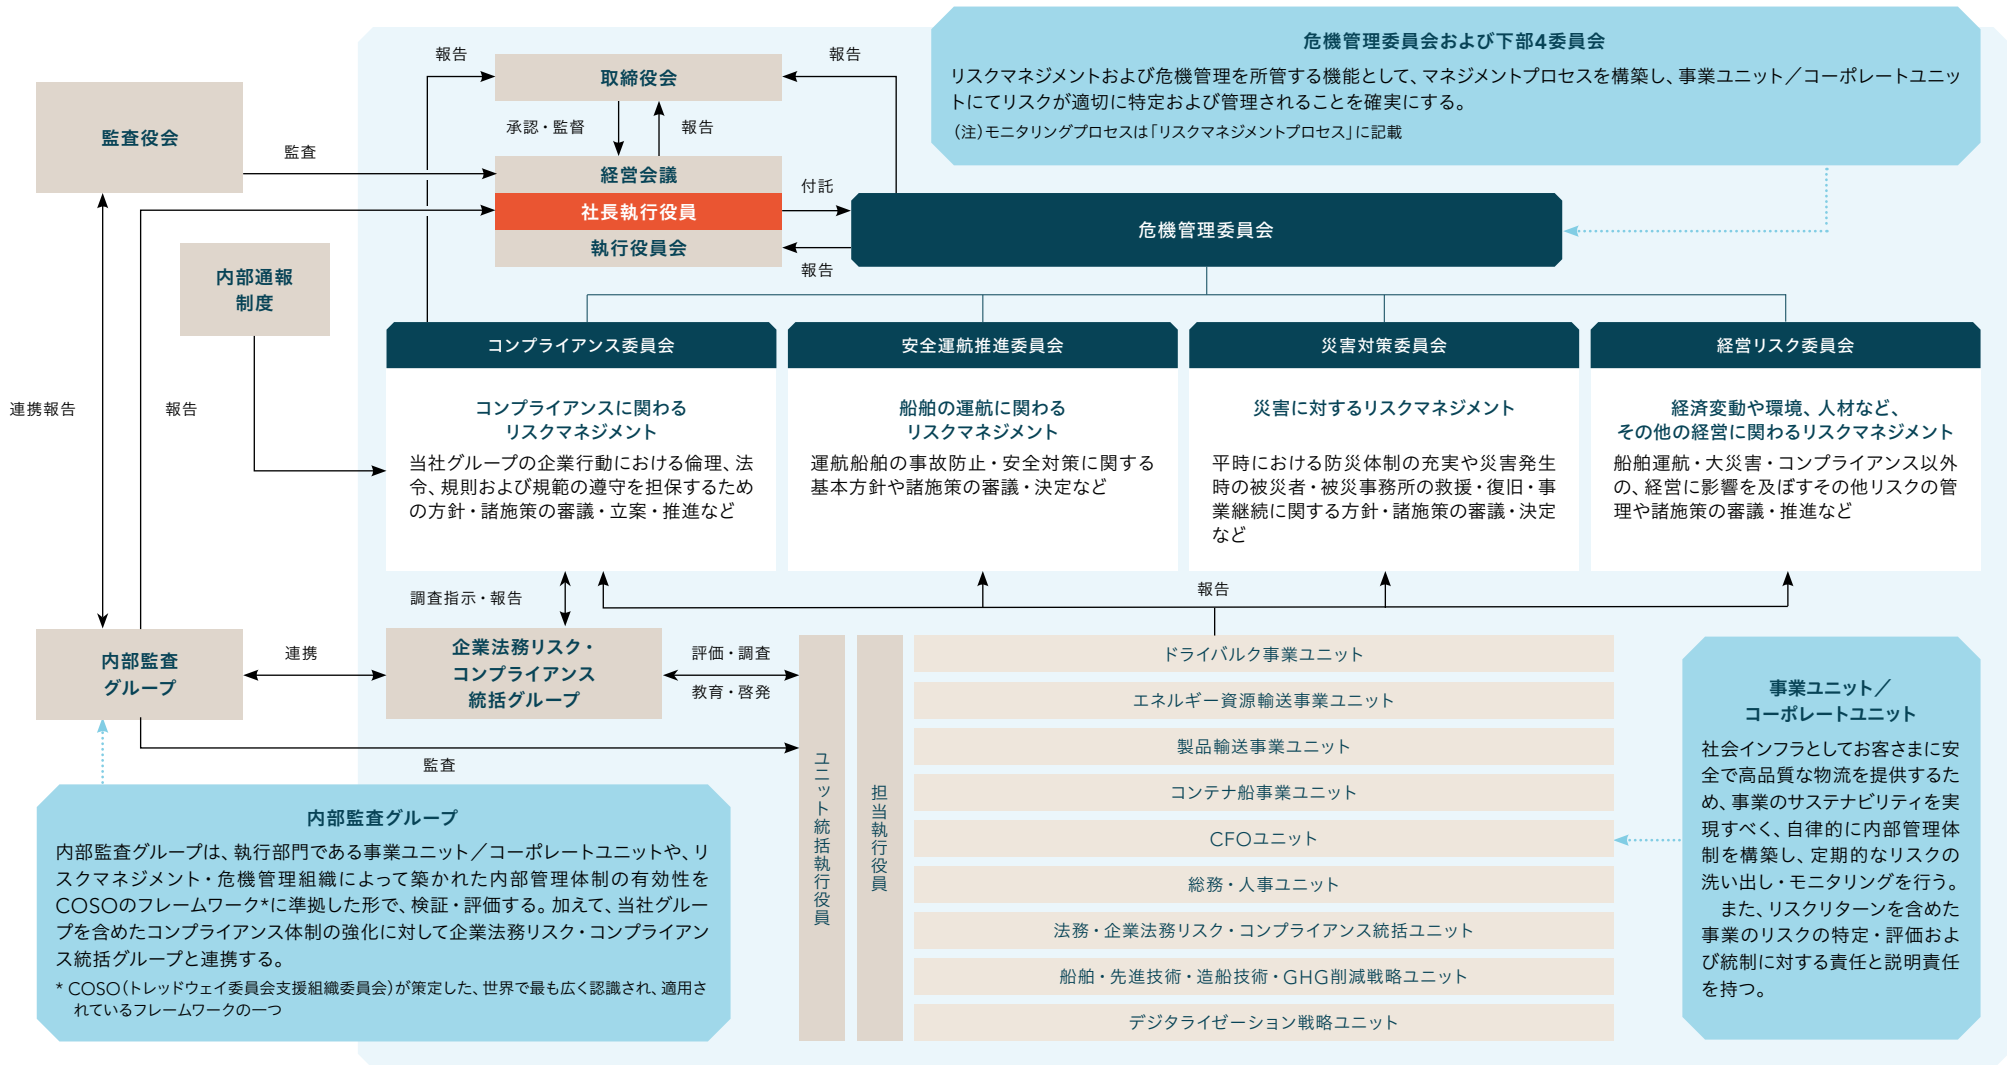 危機管理委員会および下部4委員会
リスクマネジメントおよび危機管理を所管する機能として、マネジメントプロセスを構築し、事業ユニット／コーポレートユニッ
トにてリスクが適切に特定および管理されることを確実にする。
（注）モニタリングプロセスは「リスクマネジメントプロセス」に記載
報告
取締役会
報告
承認・監督
報告
監査役会
監査
経営会議
社長執行役員
執行役員会
付託
報告
危機管理委員会
内部通報
制度
連携報告
報告
コンプライアンス委員会
コンプライアンスに関わる
リスクマネジメント
当社グループの企業行動における倫理、法
令、規則および規範の遵守を担保するため
の方針・諸施策の審議・立案・推進など
安全運航推進委員会
船舶の運航に関わる
リスクマネジメント
運航船舶の事故防止・安全対策に関する
基本方針や諸施策の審議・決定など
災害対策委員会
災害に対するリスクマネジメント
平時における防災体制の充実や災害発生
時の被災者・被災事務所の救援・復旧・事
業継続に関する方針・諸施策の審議・決定
など
経営リスク委員会
経済変動や環境、人材など、
その他の経営に関わるリスクマネジメント
船舶運航・大災害・コンプライアンス以外
の、経営に影響を及ぼすその他リスクの管
理や諸施策の審議・推進など
調査指示・報告
報告
内部監査
グループ
連携
企業法務リスク・
コンプライアンス
統括グループ
評価・調査
教育・啓発
監査
ユニット統括執行役員
担当執行役員
ドライバルク事業ユニット
エネルギー資源輸送事業ユニット
製品輸送事業ユニット
コンテナ船事業ユニット
CFOユニット
総務・人事ユニット
法務・企業法務リスク・コンプライアンス統括ユニット
船舶・先進技術・造船技術・GHG削減戦略ユニット
デジタライゼーション戦略ユニット
事業ユニット／
コーポレートユニット
社会インフラとしてお客さまに安
全で高品質な物流を提供するた
め、事業のサステナビリティを実
現すべく、自律的に内部管理体
制を構築し、定期的なリスクの
洗い出し・モニタリングを行う。
また、リスクリターンを含めた
事業のリスクの特定・評価およ
び統制に対する責任と説明責任
を持つ。
内部監査グループ
内部監査グループは、執行部門である事業ユニット／コーポレートユニットや、リ
スクマネジメント・危機管理組織によって築かれた内部管理体制の有効性を
COSOのフレームワーク*に準拠した形で、検証・評価する。加えて、当社グルー
プを含めたコンプライアンス体制の強化に対して企業法務リスク・コンプライアン
ス統括グループと連携する。
* COSO（トレッドウェイ委員会支援組織委員会）が策定した、世界で最も広く認識され、適用さ
れているフレームワークの一つ